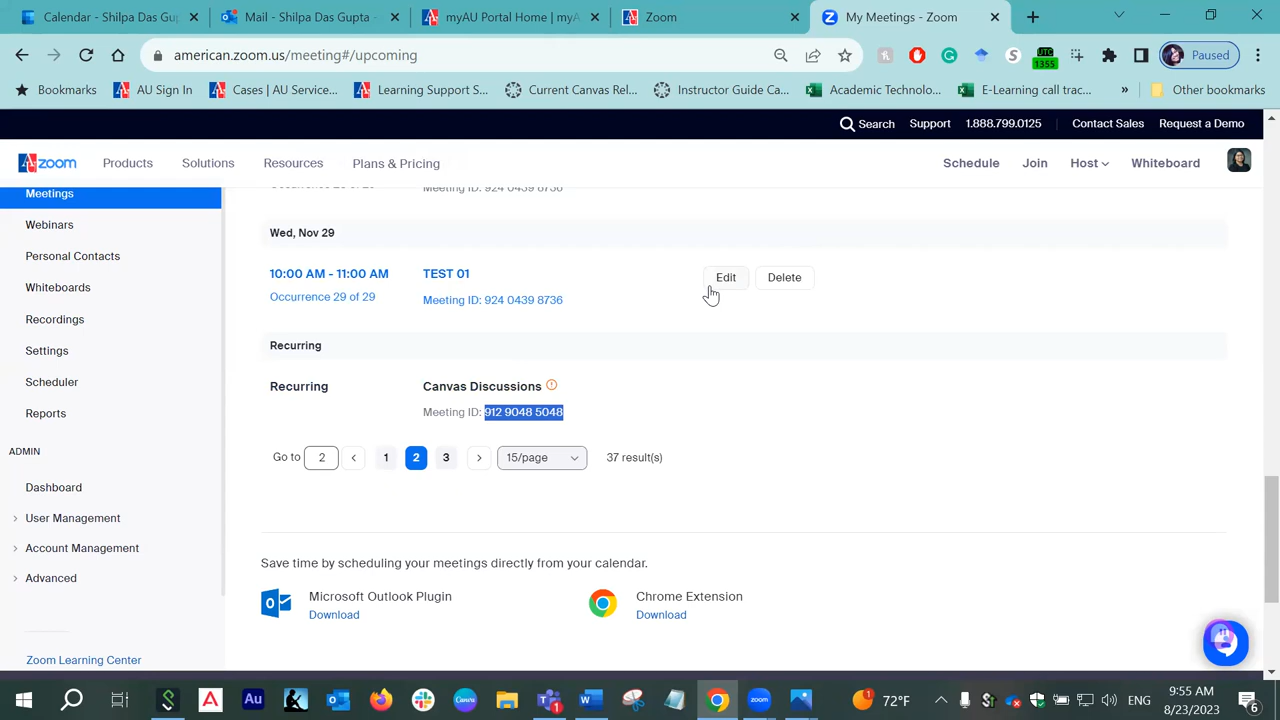 Calendar - Shilpa Das Gupta
Mail - Shilpa Das Gupta
myAU Portal Home | myA
Zoom
My Meetings - Zoom
american.zoom.us/meeting#/upcoming
UTC
1355
Paused
Bookmarks
AU Sign In
Cases | AU Service...
Learning Support S...
Current Canvas Rel...
Instructor Guide Ca...
Academic Technolo...
E-Learning call trac...
Other bookmarks
Search
Support
1.888.799.0125
Contact Sales
Request a Demo
zoom
Products
Solutions
Resources
Plans & Pricing
Schedule
Join
Host
Whiteboard
Meetings
Webinars
Personal Contacts
Whiteboards
Recordings
Settings
Scheduler
Reports
ADMIN
Dashboard
User Management
Account Management
Advanced
Zoom Learning Center
Meeting ID: 924 0439 8736
Wed, Nov 29
10:00 AM - 11:00 AM
TEST 01
Edit
Delete
Occurrence 29 of 29
Meeting ID: 924 0439 8736
Recurring
Recurring
Canvas Discussions
Meeting ID: 912 9048 5048
Go to 2 < 1 2 3 > 15/page 37 result(s)
Save time by scheduling your meetings directly from your calendar.
Microsoft Outlook Plugin
Download
Chrome Extension
Download
72°F
ENG
9:55 AM
8/23/2023
6